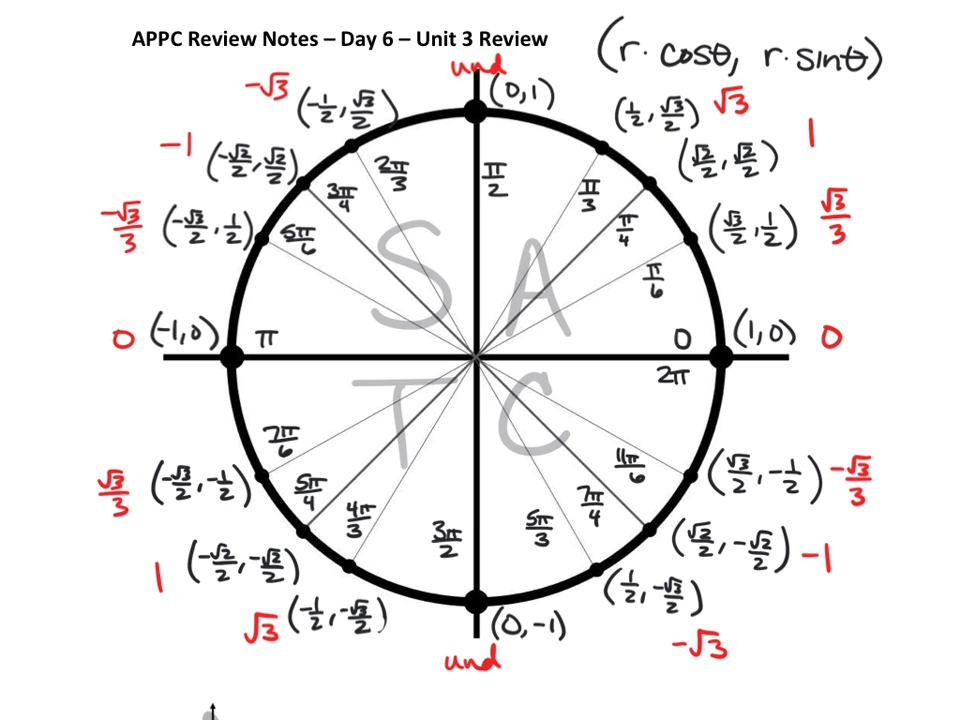 APPC Review Notes – Day 6 – Unit 3 Review
(r· cosθ, r· sinθ)
und
(0,1)
-√3 (-1/2, √3/2)
(1/2, √3/2) √3
-1 (-√2/2, √2/2)
(√2/2, √2/2) 1
-√3/3 (-√3/2, 1/2)
(√3/2, 1/2) √3/3
2π/3 π/2 π/3
3π/4 π/4
5π/6 π/6
S A
0 (-1,0) π
0 (1,0) 0
2π
T C
7π/6 11π/6
5π/4 7π/4
4π/3 3π/2 5π/3
√3/3 (-√3/2, -1/2)
(√3/2, -1/2) -√3/3
1 (-√2/2, -√2/2)
(√2/2, -√2/2) -1
√3 (-1/2, -√3/2)
(1/2, -√3/2) -√3
(0,-1)
und